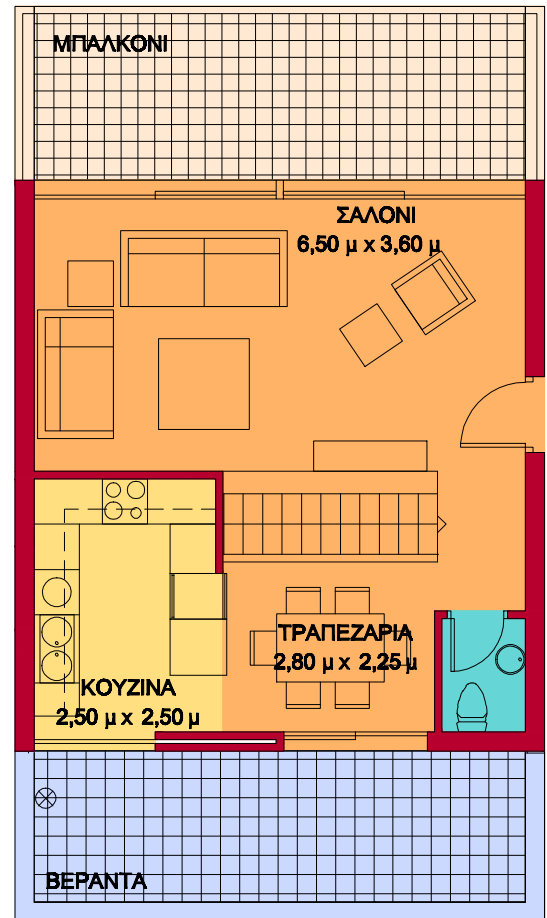 ΜΠΑΛΚΟΝΙ
ΣΑΛΟΝΙ
6,50 μ x 3,60 μ
ΤΡΑΠΕΖΑΡΙΑ
2,80 μ x 2,25 μ
ΚΟΥΖΙΝΑ
2,50 μ x 2,50 μ
ΒΕΡΑΝΤΑ